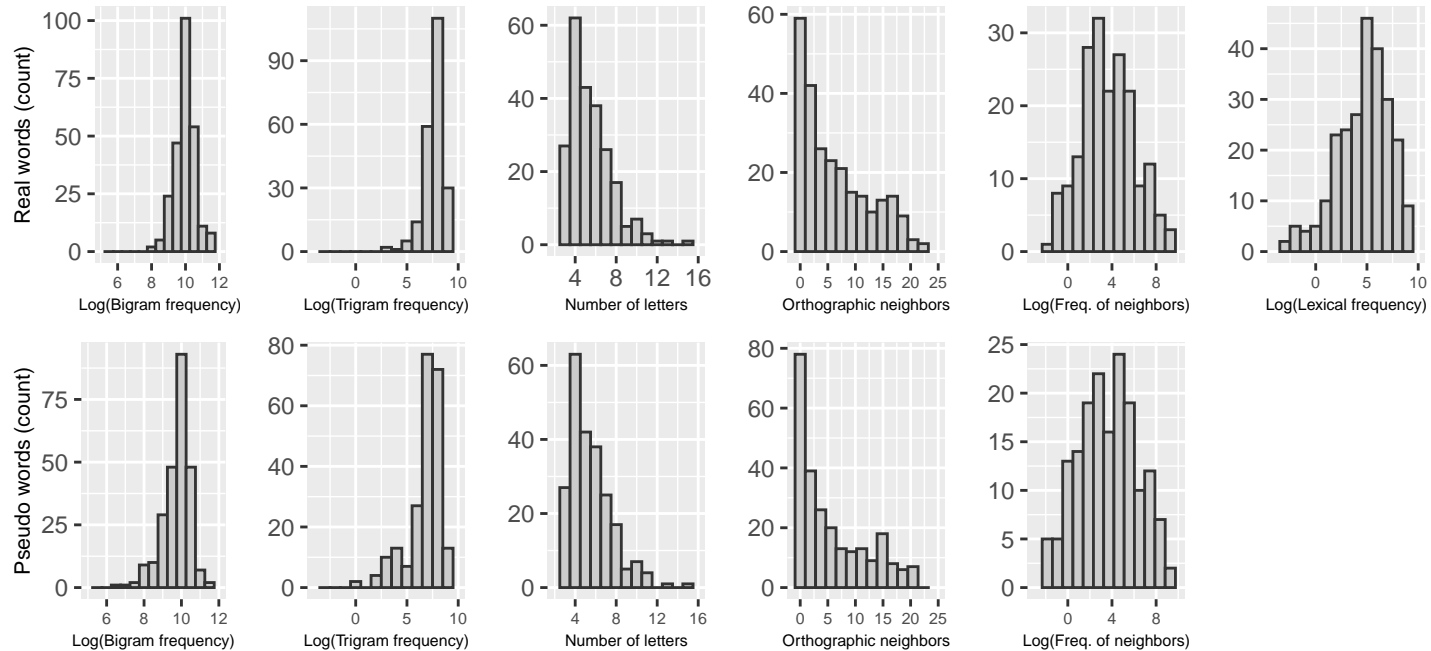 Real words (count)
100
75
50
25
0
6 8 10 12
Log(Bigram frequency)
90
60
30
0
0 5 10
Log(Trigram frequency)
60
40
20
0
4 8 12 16
Number of letters
60
40
20
0
0 5 10 15 20 25
Orthographic neighbors
30
20
10
0
0 4 8
Log(Freq. of neighbors)
40
30
20
10
0
0 5 10
Log(Lexical frequency)
Pseudo words (count)
75
50
25
0
6 8 10 12
Log(Bigram frequency)
80
60
40
20
0
0 5 10
Log(Trigram frequency)
60
40
20
0
4 8 12 16
Number of letters
80
60
40
20
0
0 5 10 15 20 25
Orthographic neighbors
25
20
15
10
5
0
0 4 8
Log(Freq. of neighbors)